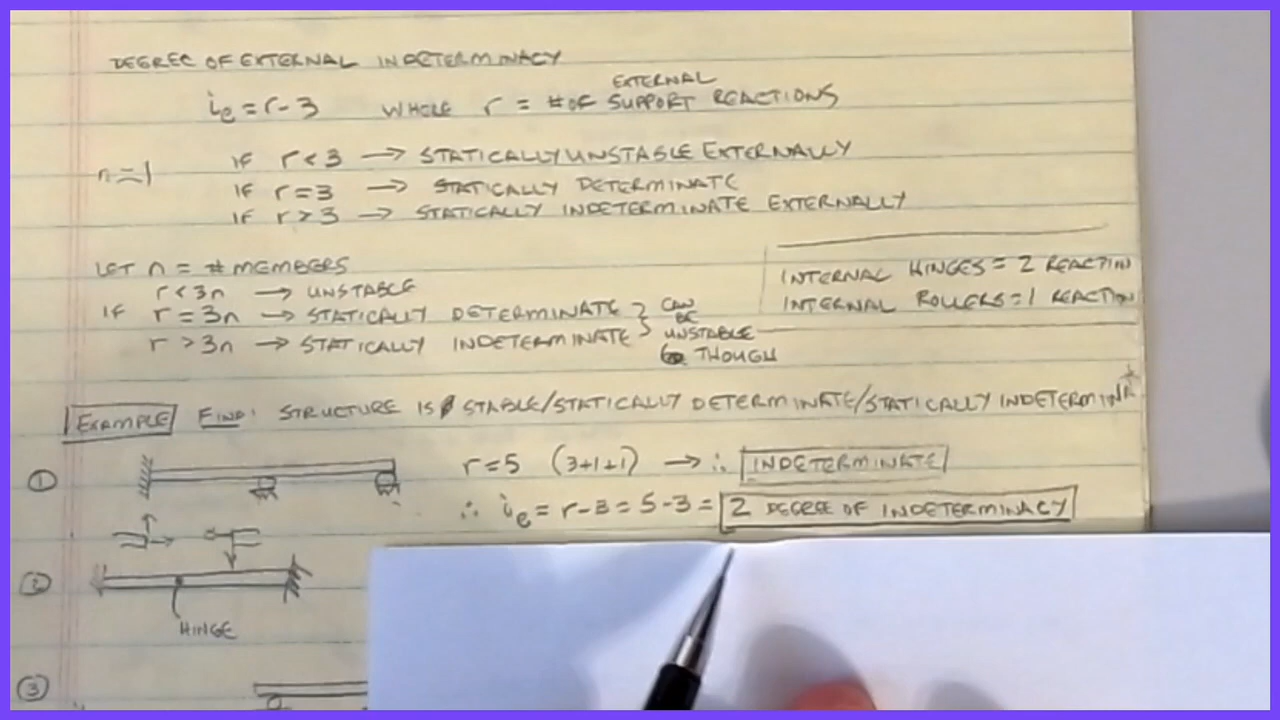 DEGREE OF EXTERNAL INDETERMINACY
EXTERNAL
ie = r - 3 WHERE r = # OF SUPPORT REACTIONS
n = 1
IF r < 3 → STATICALLY UNSTABLE EXTERNALLY
IF r = 3 → STATICALLY DETERMINATE
IF r > 3 → STATICALLY INDETERMINATE EXTERNALLY
LET n = # MEMBERS
r < 3n → UNSTABLE
IF r = 3n → STATICALLY DETERMINATE
r > 3n → STATICALLY INDETERMINATE
CAN
BE
UNSTABLE
THOUGH
INTERNAL HINGES = 2 REACTION
INTERNAL ROLLERS = 1 REACTION
EXAMPLE FIND: STRUCTURE IS STABLE/STATICALLY DETERMINATE/STATICALLY INDETERMINA
1 r = 5 (3+1+1) → ∴ INDETERMINATE
∴ ie = r - 3 = 5 - 3 = 2 DEGREE OF INDETERMINACY
2
HINGE
3